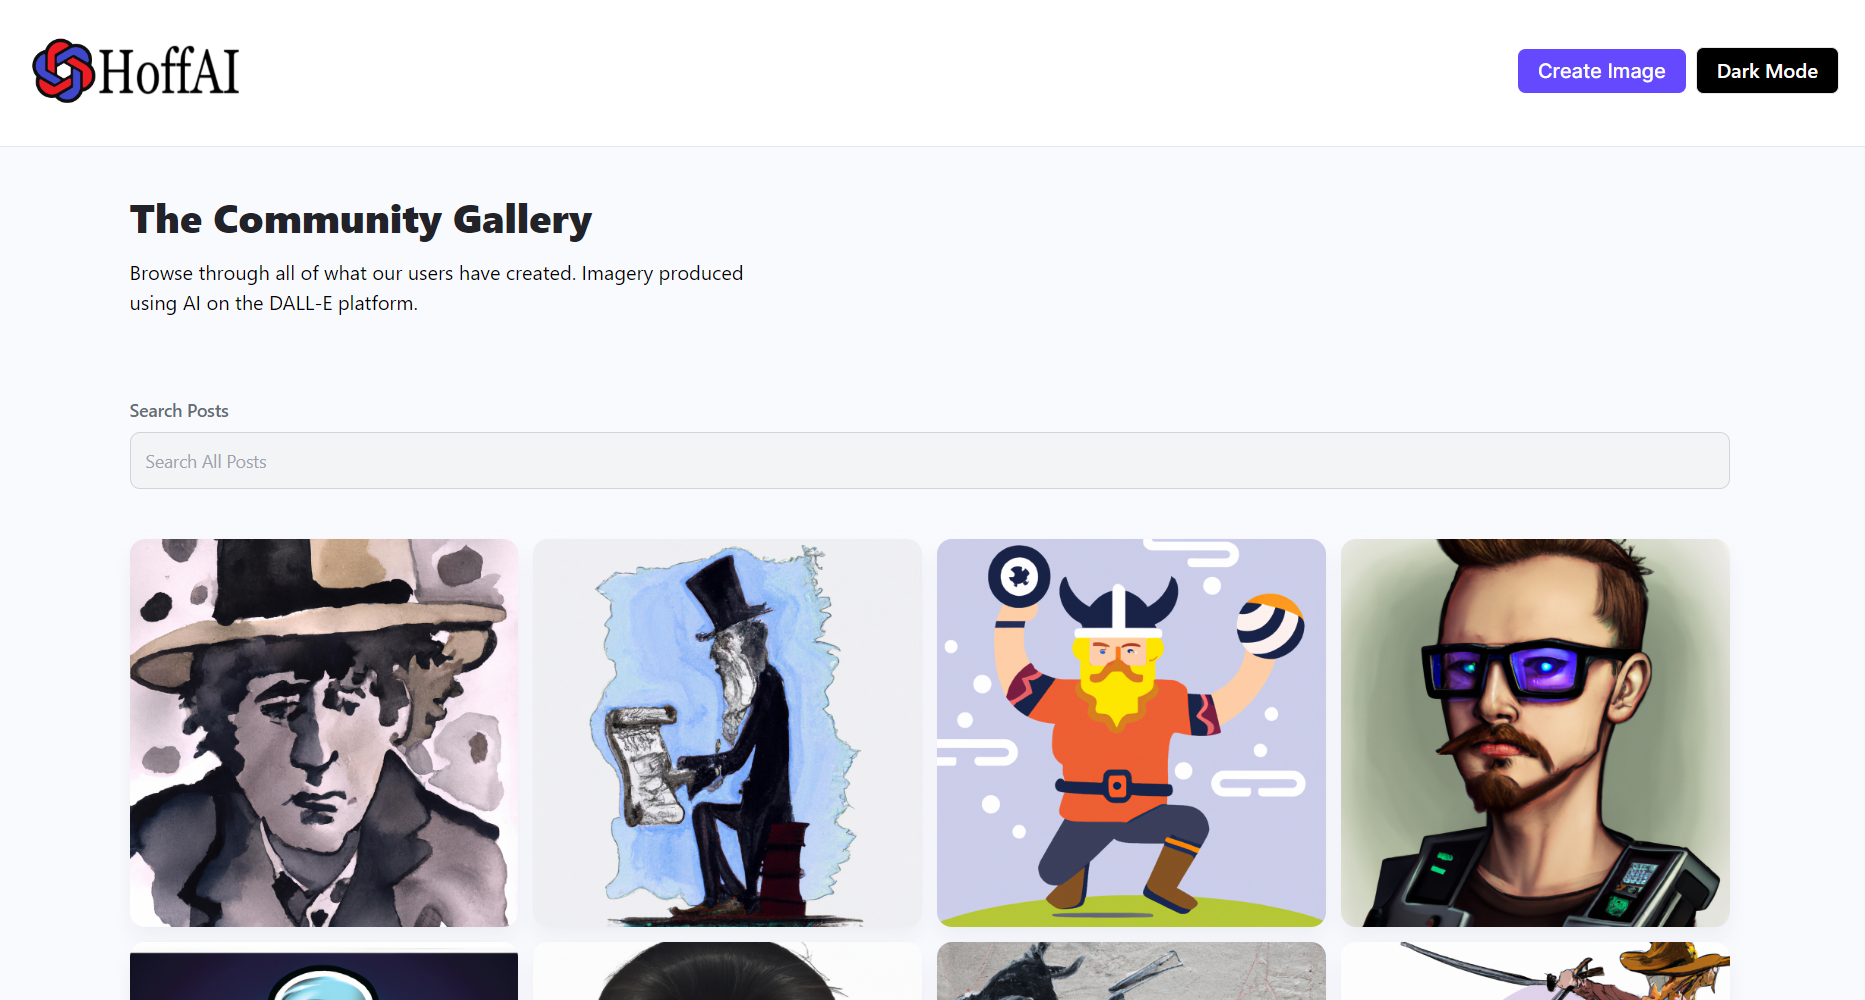 HoffAI
Create Image
Dark Mode
The Community Gallery
Browse through all of what our users have created. Imagery produced
using AI on the DALL-E platform.
Search Posts
Search All Posts